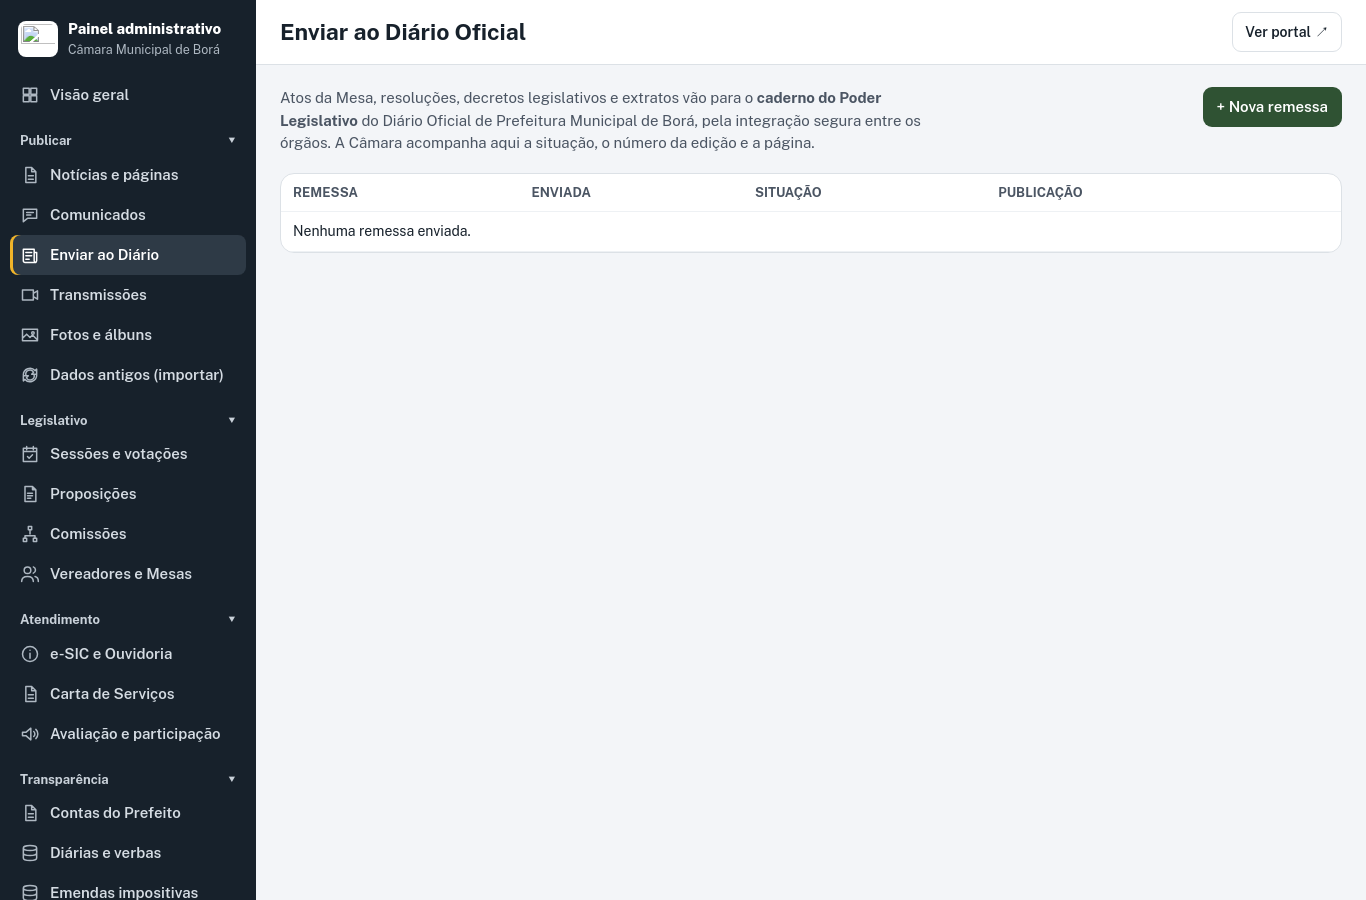 Painel administrativo
Câmara Municipal de Borá
Visão geral
Publicar ▼
Notícias e páginas
Comunicados
Enviar ao Diário
Transmissões
Fotos e álbuns
Dados antigos (importar)
Legislativo ▼
Sessões e votações
Proposições
Comissões
Vereadores e Mesas
Atendimento ▼
e-SIC e Ouvidoria
Carta de Serviços
Avaliação e participação
Transparência ▼
Contas do Prefeito
Diárias e verbas
Emendas impositivas
Enviar ao Diário Oficial
Ver portal ↗
Atos da Mesa, resoluções, decretos legislativos e extratos vão para o caderno do Poder
Legislativo do Diário Oficial de Prefeitura Municipal de Borá, pela integração segura entre os
órgãos. A Câmara acompanha aqui a situação, o número da edição e a página.
+ Nova remessa
REMESSA ENVIADA SITUAÇÃO PUBLICAÇÃO
Nenhuma remessa enviada.